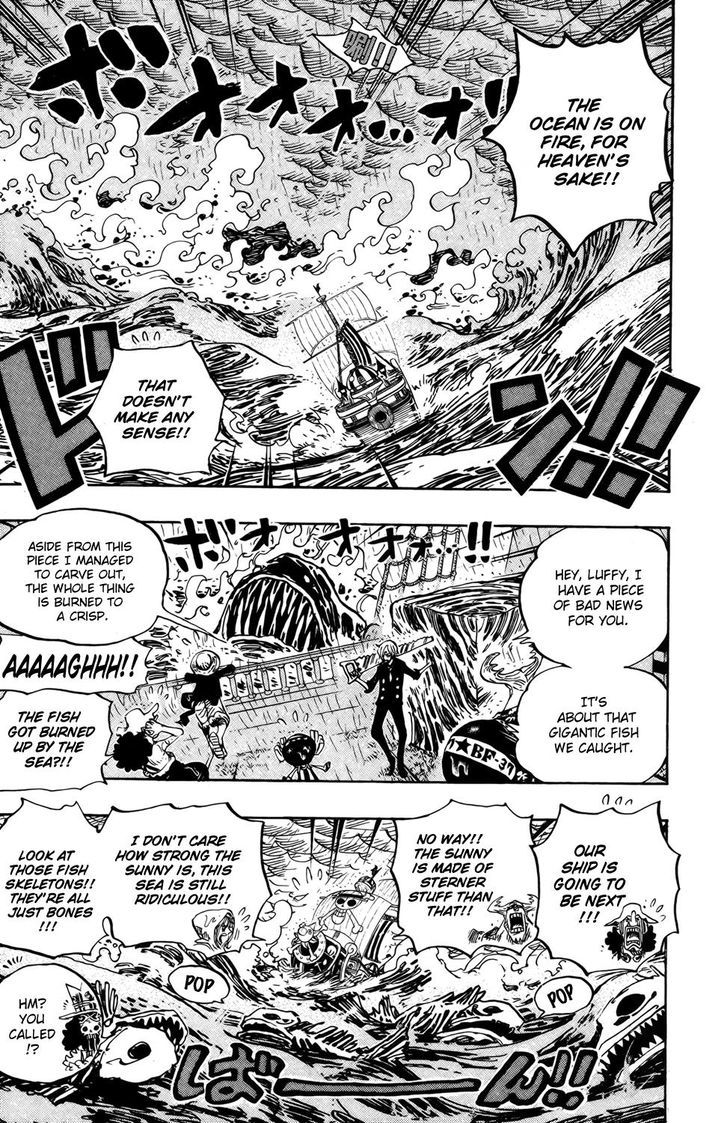 唰!!
ボオオオ…オ!!
THE
OCEAN IS ON
FIRE, FOR
HEAVEN'S
SAKE!!
THAT
DOESN'T
MAKE ANY
SENSE!!
ドン!!
HEY, LUFFY, I
HAVE A PIECE
OF BAD NEWS
FOR YOU.
IT'S
ABOUT THAT
GIGANTIC FISH
WE CAUGHT.
ボオオオオ…!!
ASIDE FROM THIS
PIECE I MANAGED
TO CARVE OUT,
THE WHOLE THING
IS BURNED TO
A CRISP.
AAAAAGHHH!!
THE FISH
GOT BURNED
UP BY THE
SEA?!!
★BF-37
OUR
SHIP IS
GOING TO
BE NEXT
!!!
NO WAY!!
THE SUNNY
IS MADE OF
STERNER
STUFF THAN
THAT!!
I DON'T CARE
HOW STRONG THE
SUNNY IS, THIS
SEA IS STILL
RIDICULOUS!!
LOOK AT
THOSE FISH
SKELETONS!!
THEY'RE ALL
JUST BONES !!!
POP
POP
HM?
YOU
CALLED
!?
ばーーん!!